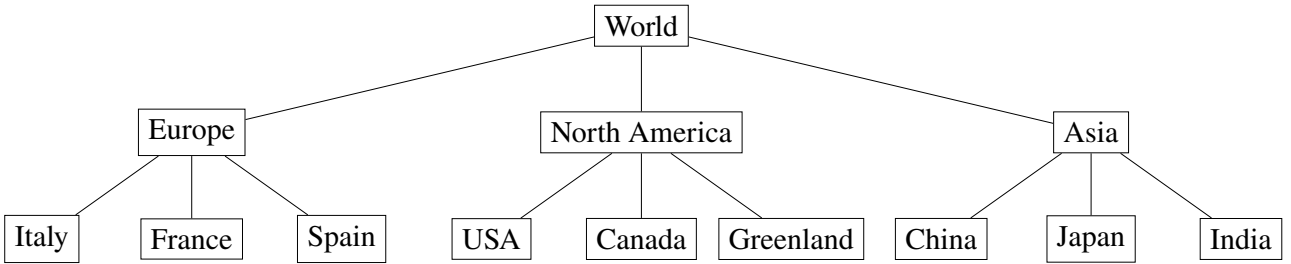 World
Europe
North America
Asia
Italy
France
Spain
USA
Canada
Greenland
China
Japan
India